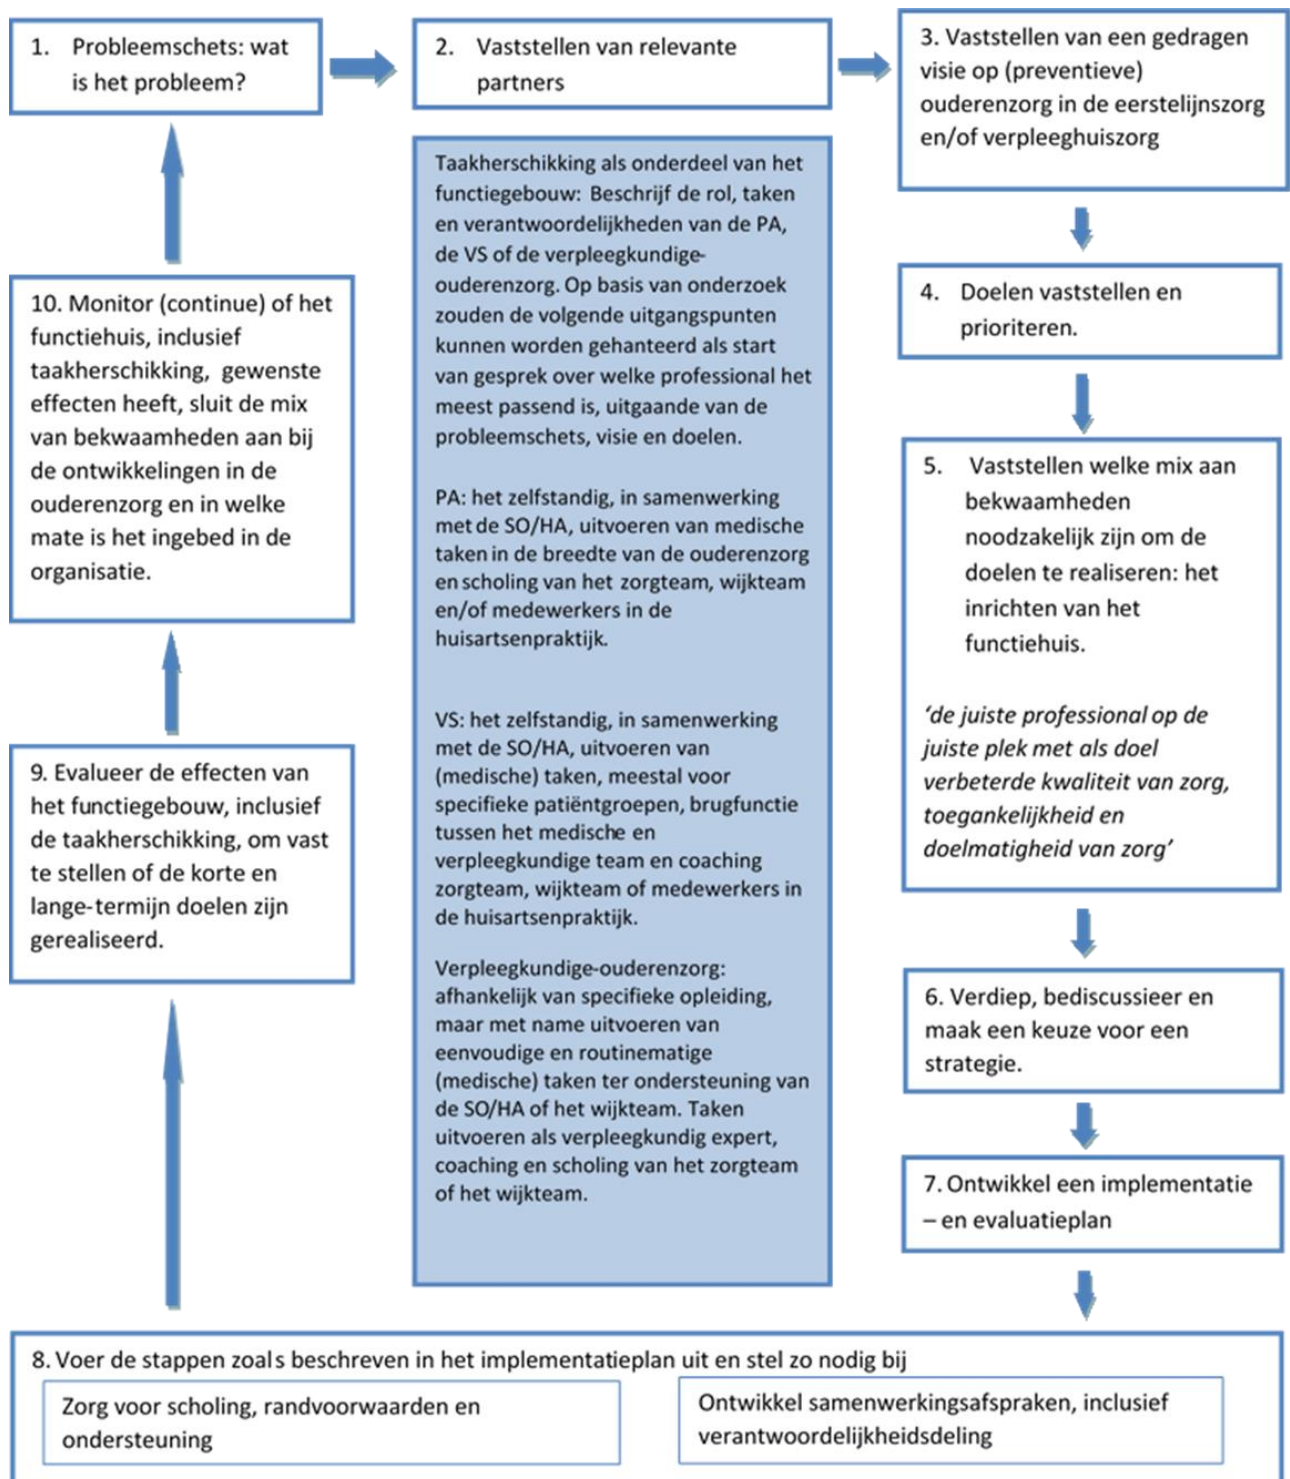 1. Probleemschets: wat
is het probleem?
2. Vaststellen van relevante
partners
3. Vaststellen van een gedragen
visie op (preventieve)
ouderenzorg in de eerstelijnszorg
en/of verpleeghuiszorg
4. Doelen vaststellen en
prioriteren.
5. Vaststellen welke mix aan
bekwaamheden
noodzakelijk zijn om de
doelen te realiseren: het
inrichten van het
functiehuis.
‘de juiste professional op de
juiste plek met als doel
verbeterde kwaliteit van zorg,
toegankelijkheid en
doelmatigheid van zorg’
6. Verdiep, bediscussieer en
maak een keuze voor een
strategie.
7. Ontwikkel een implementatie
– en evaluatieplan
8. Voer de stappen zoals beschreven in het implementatieplan uit en stel zo nodig bij
Zorg voor scholing, randvoorwaarden en
ondersteuning
Ontwikkel samenwerkingsafspraken, inclusief
verantwoordelijkheidsdeling
9. Evalueer de effecten van
het functiegebouw, inclusief
de taakherschikking, om vast
te stellen of de korte en
lange-termijn doelen zijn
gerealiseerd.
10. Monitor (continue) of het
functiehuis, inclusief
taakherschikking, gewenste
effecten heeft, sluit de mix
van bekwaamheden aan bij
de ontwikkelingen in de
ouderenzorg en in welke
mate is het ingebed in de
organisatie.
Taakherschikking als onderdeel van het
functiegebouw: Beschrijf de rol, taken
en verantwoordelijkheden van de PA,
de VS of de verpleegkundige-
ouderenzorg. Op basis van onderzoek
zouden de volgende uitgangspunten
kunnen worden gehanteerd als start
van gesprek over welke professional het
meest passend is, uitgaande van de
probleemschets, visie en doelen.
PA: het zelfstandig, in samenwerking
met de SO/HA, uitvoeren van medische
taken in de breedte van de ouderenzorg
en scholing van het zorgteam, wijkteam
en/of medewerkers in de
huisartsenpraktijk.
VS: het zelfstandig, in samenwerking
met de SO/HA, uitvoeren van
(medische) taken, meestal voor
specifieke patiëntgroepen, brugfunctie
tussen het medische en
verpleegkundige team en coaching
zorgteam, wijkteam of medewerkers in
de huisartsenpraktijk.
Verpleegkundige-ouderenzorg:
afhankelijk van specifieke opleiding,
maar met name uitvoeren van
eenvoudige en routinematige
(medische) taken ter ondersteuning van
de SO/HA of het wijkteam. Taken
uitvoeren als verpleegkundig expert,
coaching en scholing van het zorgteam
of het wijkteam.